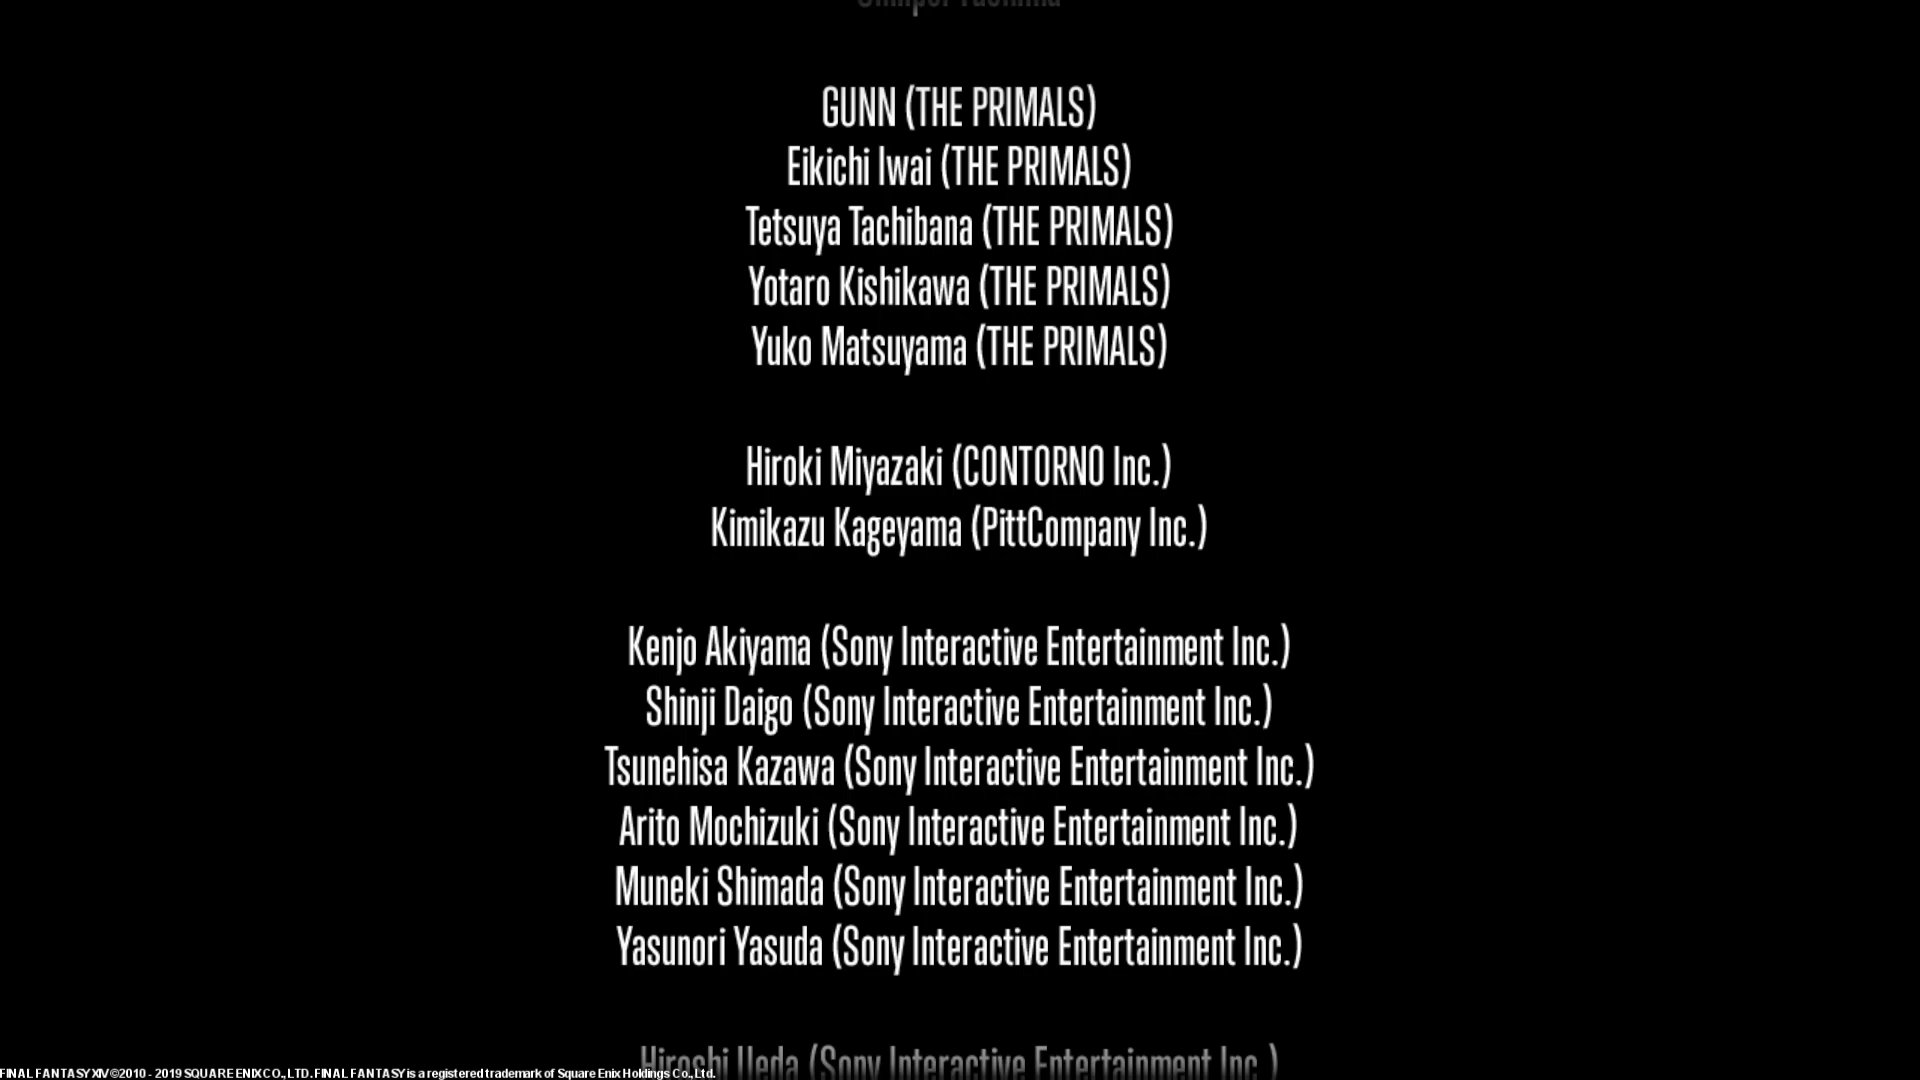 GUNN (THE PRIMALS)
Eikichi Iwai (THE PRIMALS)
Tetsuya Tachibana (THE PRIMALS)
Yotaro Kishikawa (THE PRIMALS)
Yuko Matsuyama (THE PRIMALS)
Hiroki Miyazaki (CONTORNO Inc.)
Kimikazu Kageyama (PittCompany Inc.)
Kenjo Akiyama (Sony Interactive Entertainment Inc.)
Shinji Daigo (Sony Interactive Entertainment Inc.)
Tsunehisa Kazawa (Sony Interactive Entertainment Inc.)
Arito Mochizuki (Sony Interactive Entertainment Inc.)
Muneki Shimada (Sony Interactive Entertainment Inc.)
Yasunori Yasuda (Sony Interactive Entertainment Inc.)
Hiroshi Ueda (Sony Interactive Entertainment Inc.)
FINAL FANTASY XIV ©2010 - 2019 SQUARE ENIX CO., LTD. FINAL FANTASY is a registered trademark of Square Enix Holdings Co., Ltd.